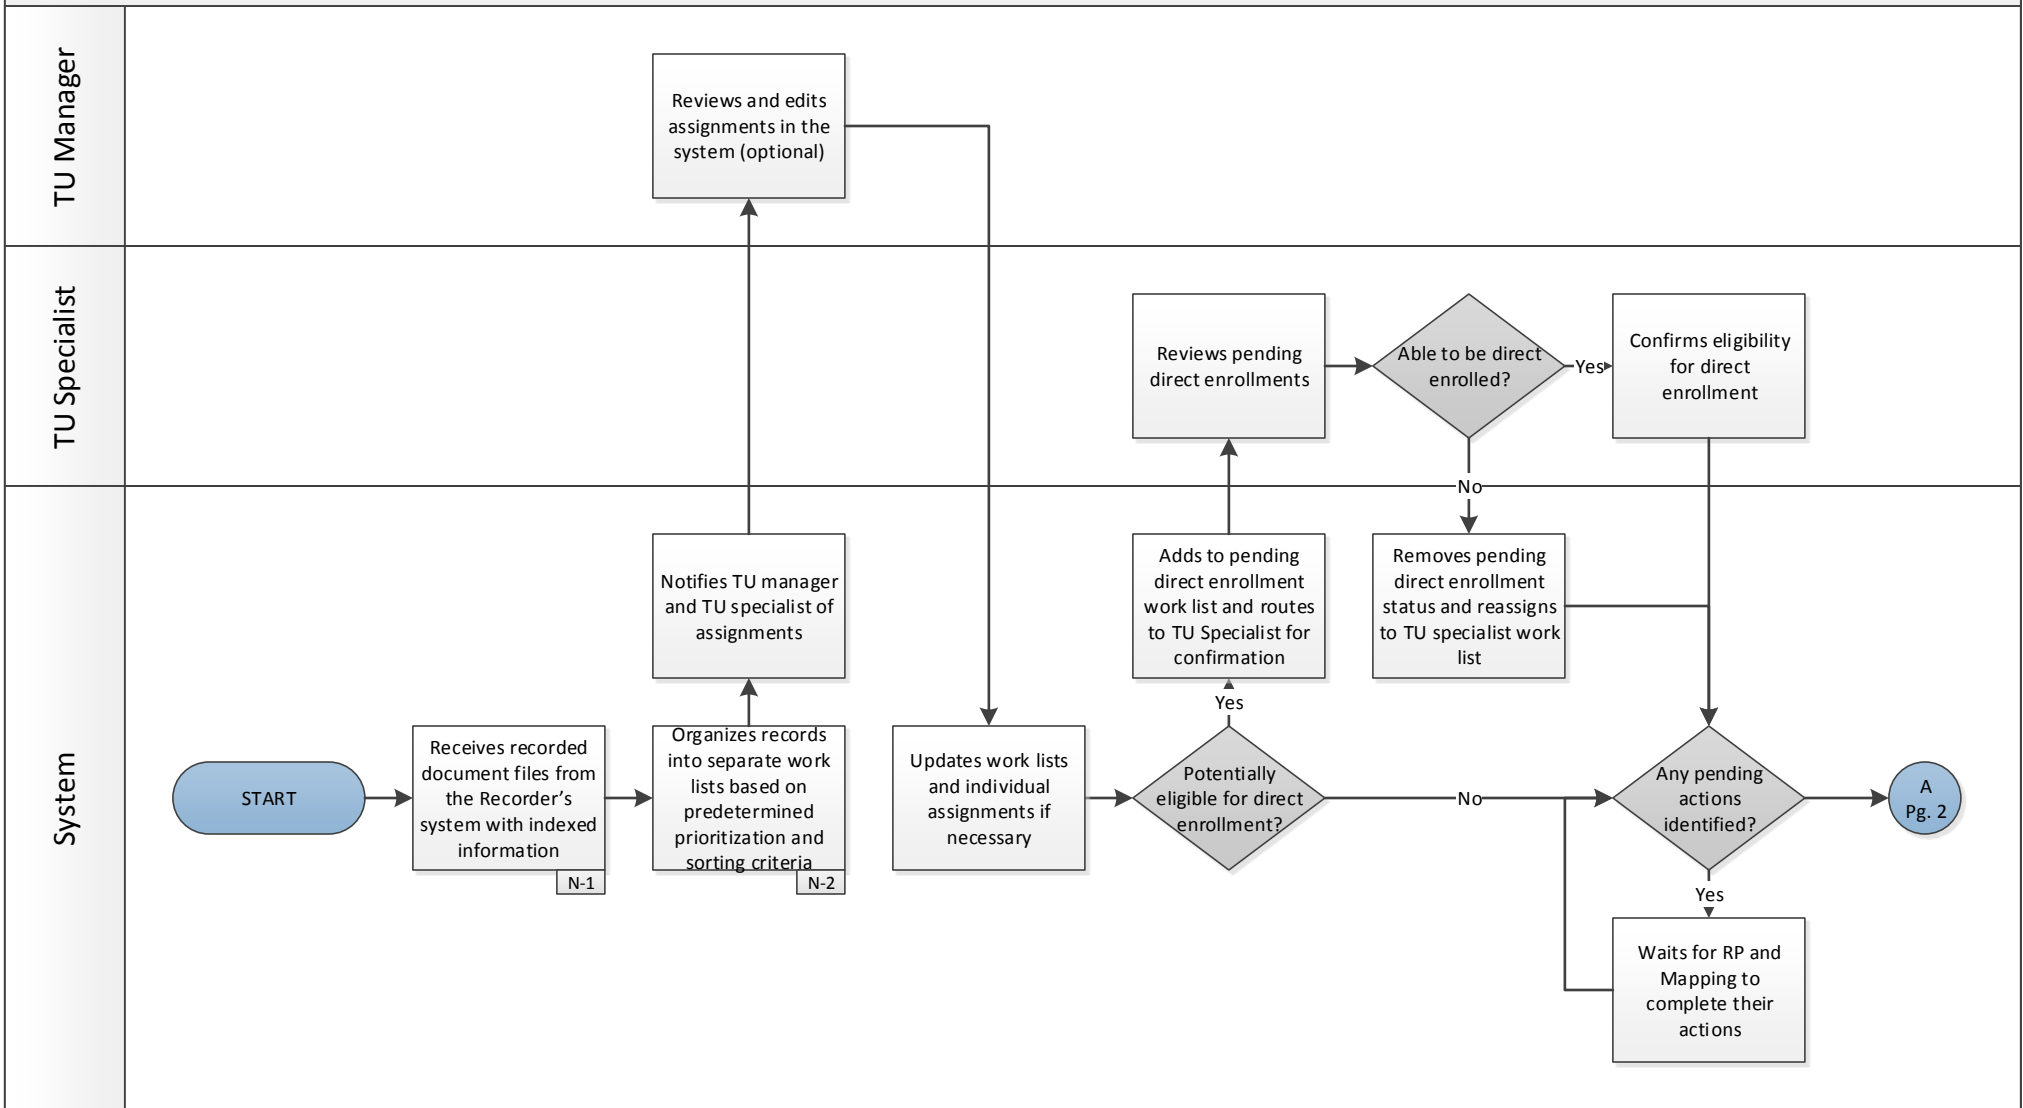 TU Manager
Reviews and edits
assignments in the
system (optional)
TU Specialist
Reviews pending
direct enrollments
Able to be direct
enrolled?
Yes
Confirms eligibility
for direct
enrollment
No
System
START
Receives recorded
document files from
the Recorder’s
system with indexed
information
N-1
Organizes records
into separate work
lists based on
predetermined
prioritization and
sorting criteria
N-2
Notifies TU manager
and TU specialist of
assignments
Updates work lists
and individual
assignments if
necessary
Potentially
eligible for direct
enrollment?
Yes
Adds to pending
direct enrollment
work list and routes
to TU Specialist for
confirmation
Removes pending
direct enrollment
status and reassigns
to TU specialist work
list
No
Any pending
actions
identified?
Yes
Waits for RP and
Mapping to
complete their
actions
A
Pg. 2